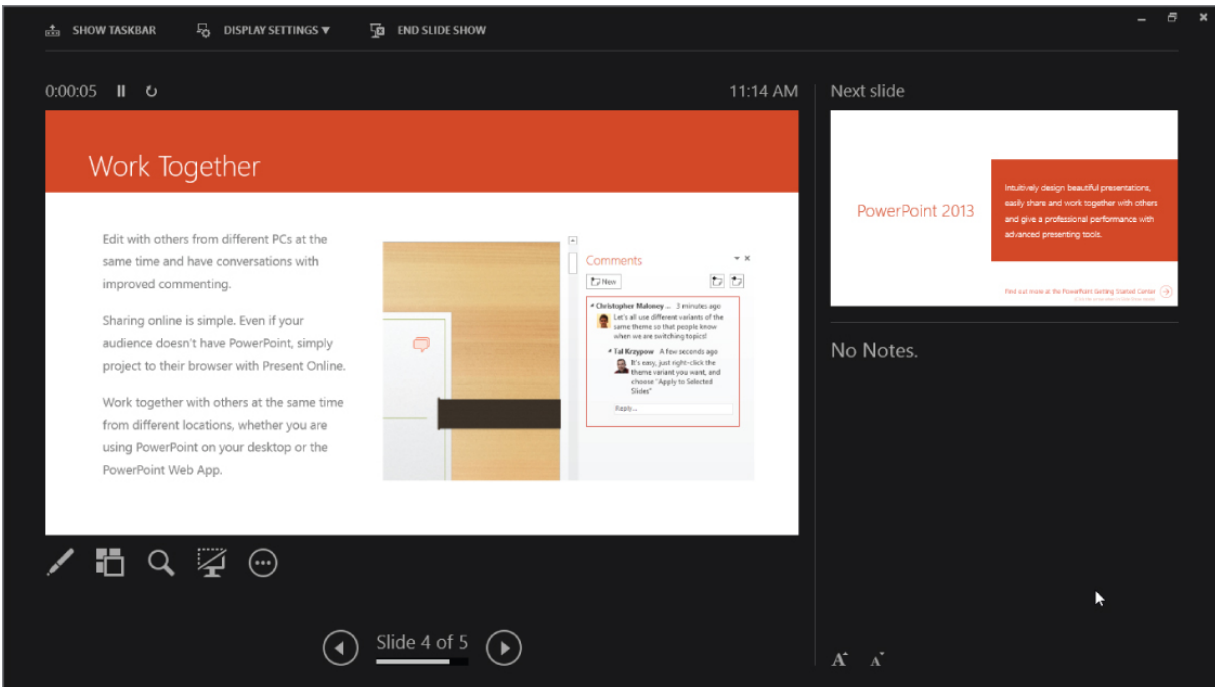 SHOW TASKBAR
DISPLAY SETTINGS ▼
END SLIDE SHOW
0:00:05
11:14 AM
Work Together
Edit with others from different PCs at the
same time and have conversations with
improved commenting.
Sharing online is simple. Even if your
audience doesn't have PowerPoint, simply
project to their browser with Present Online.
Work together with others at the same time
from different locations, whether you are
using PowerPoint on your desktop or the
PowerPoint Web App.
Comments
New
Christopher Maloney ... 3 minutes ago
Let's all use different variants of the
same theme so that people know
when we are switching topics!
Tal Krzypow A few seconds ago
It's easy, just right-click the
theme variant you want, and
choose "Apply to Selected
Slides"
Reply...
Slide 4 of 5
Next slide
PowerPoint 2013
Intuitively design beautiful presentations,
easily share and work together with others
and give a professional performance with
advanced presenting tools.
Find out more at the PowerPoint Getting Started Center
No Notes.
A A